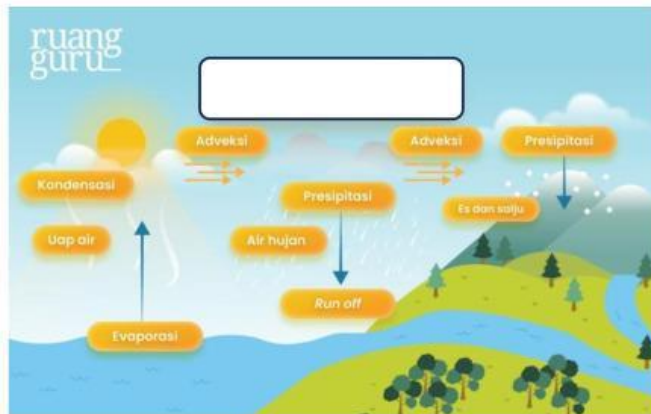 ruang
guru
Adveksi
Adveksi
Presipitasi
Kondensasi
Presipitasi
Es dan salju
Uap air
Air hujan
Run off
Evaporasi